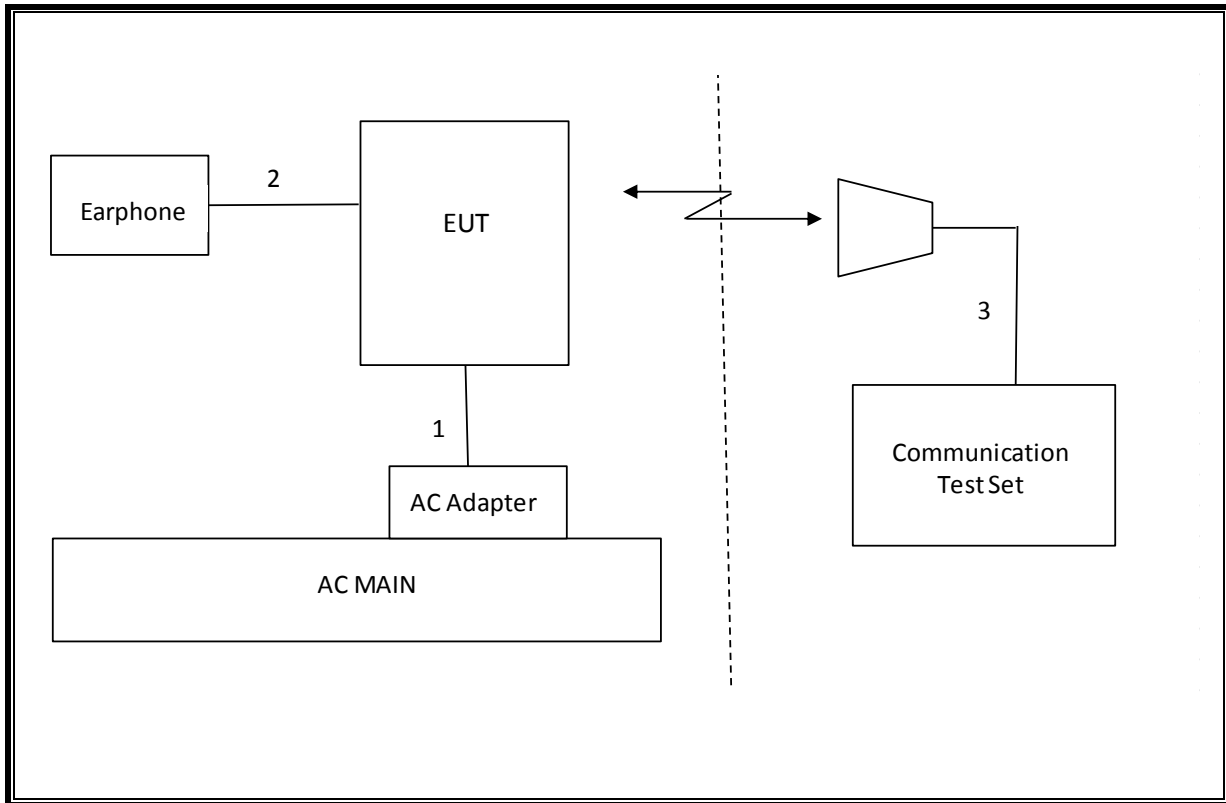 2
Earphone
EUT
3
1
Communication
Test Set
AC Adapter
AC MAIN